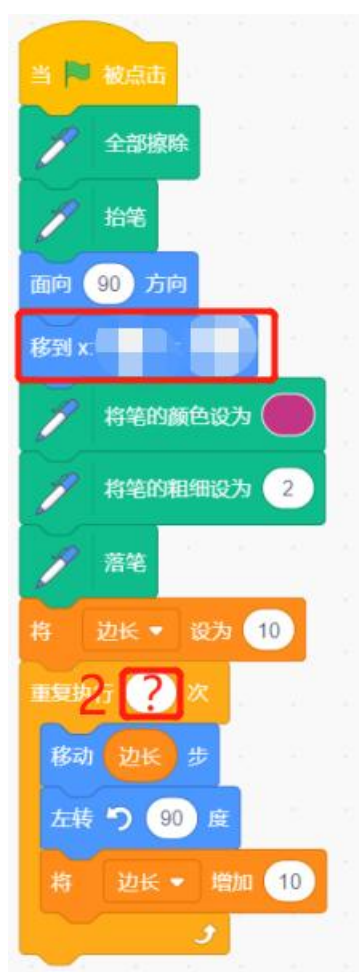 当 被点击
全部擦除
抬笔
面向 90 方向
移到 x:
将笔的颜色设为
将笔的粗细设为 2
落笔
将 边长 设为 10
重复执行 2 ? 次
移动 边长 步
左转 90 度
将 边长 增加 10